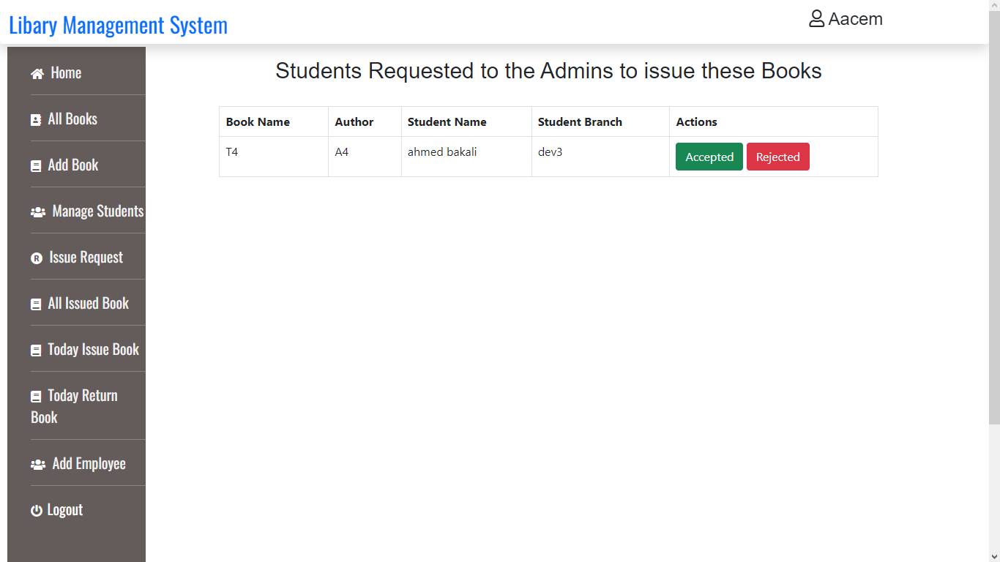 Libary Management System
Aacem
Home
All Books
Add Book
Manage Students
Issue Request
All Issued Book
Today Issue Book
Today Return
Book
Add Employee
Logout
Students Requested to the Admins to issue these Books
Book Name Author Student Name Student Branch Actions
T4 A4 ahmed bakali dev3 Accepted Rejected